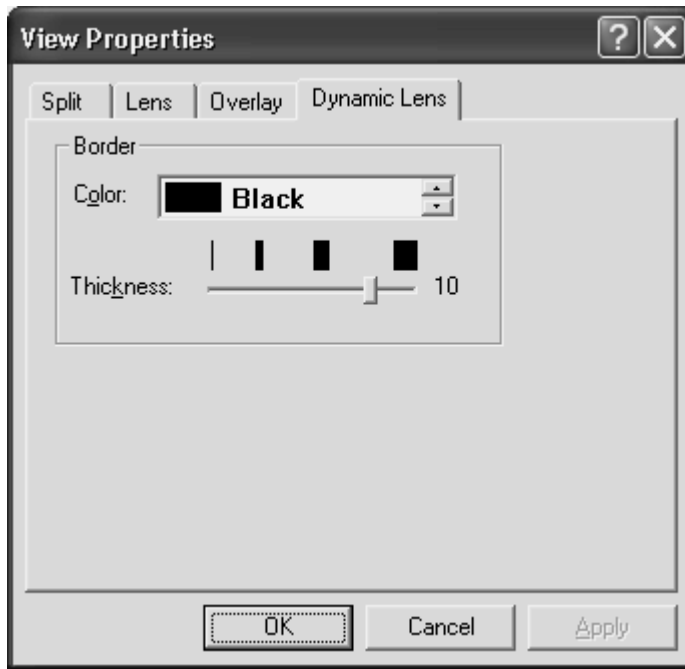 View Properties
Split Lens Overlay Dynamic Lens
Border
Color: Black
Thickness: 10
OK Cancel Apply